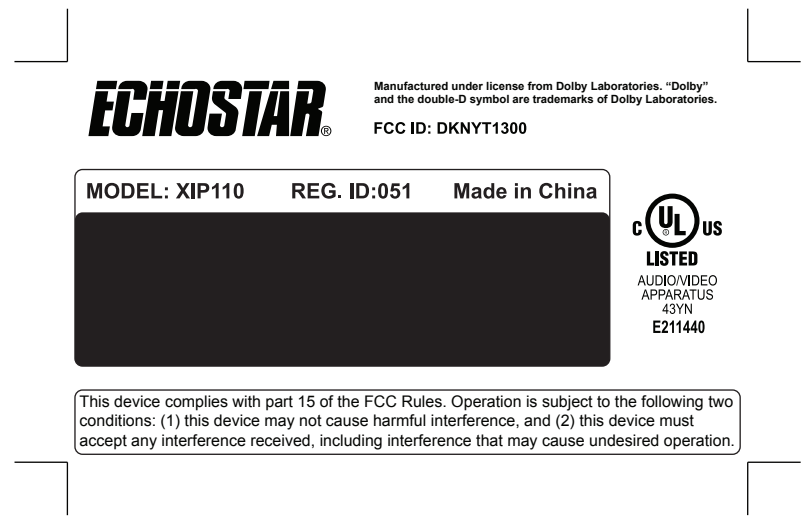 ECHOSTAR®
Manufactured under license from Dolby Laboratories. “Dolby”
and the double-D symbol are trademarks of Dolby Laboratories.
FCC ID: DKNYT1300
MODEL: XIP110 REG. ID:051 Made in China
C UL® US
LISTED
AUDIO/VIDEO
APPARATUS
43YN
E211440
This device complies with part 15 of the FCC Rules. Operation is subject to the following two
conditions: (1) this device may not cause harmful interference, and (2) this device must
accept any interference received, including interference that may cause undesired operation.